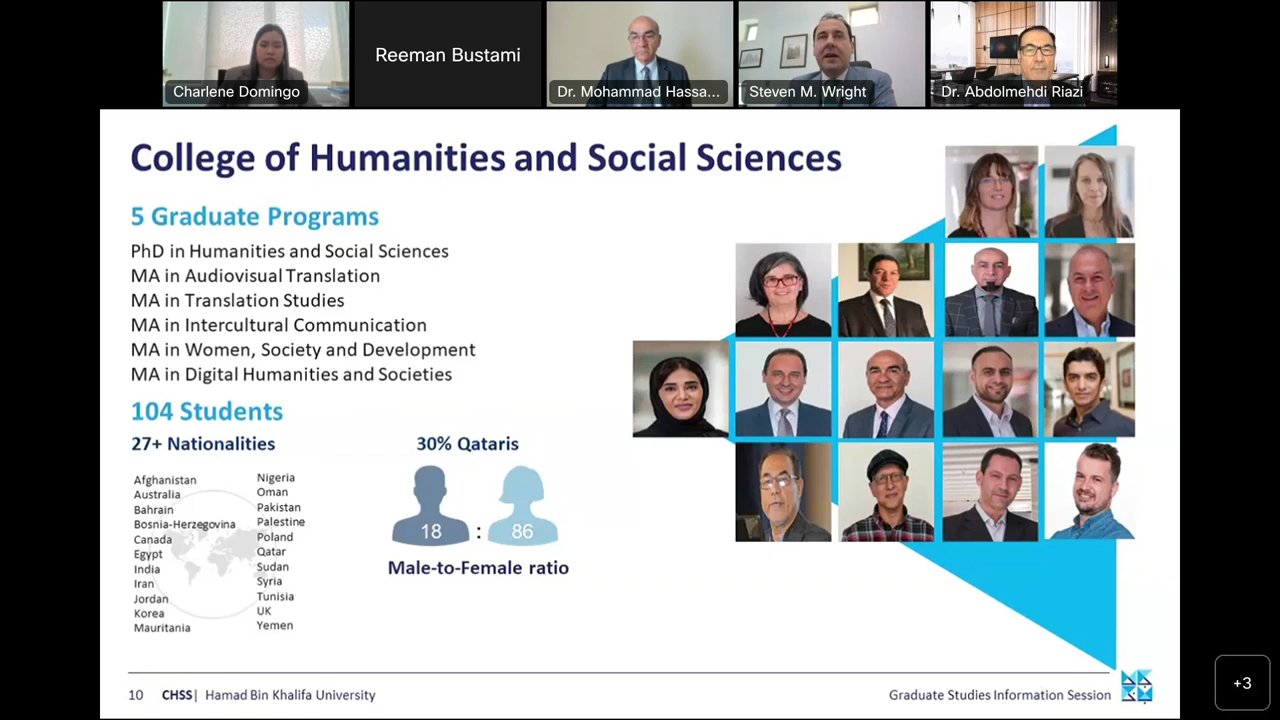 Charlene Domingo
Reeman Bustami
Dr. Mohammad Hassa...
Steven M. Wright
Dr. Abdolmehdi Riazi
College of Humanities and Social Sciences
5 Graduate Programs
PhD in Humanities and Social Sciences
MA in Audiovisual Translation
MA in Translation Studies
MA in Intercultural Communication
MA in Women, Society and Development
MA in Digital Humanities and Societies
104 Students
27+ Nationalities
Afghanistan
Australia
Bahrain
Bosnia-Herzegovina
Canada
Egypt
India
Iran
Jordan
Korea
Mauritania
Nigeria
Oman
Pakistan
Palestine
Poland
Qatar
Sudan
Syria
Tunisia
UK
Yemen
30% Qataris
18 : 86
Male-to-Female ratio
10 CHSS| Hamad Bin Khalifa University
Graduate Studies Information Session
+3